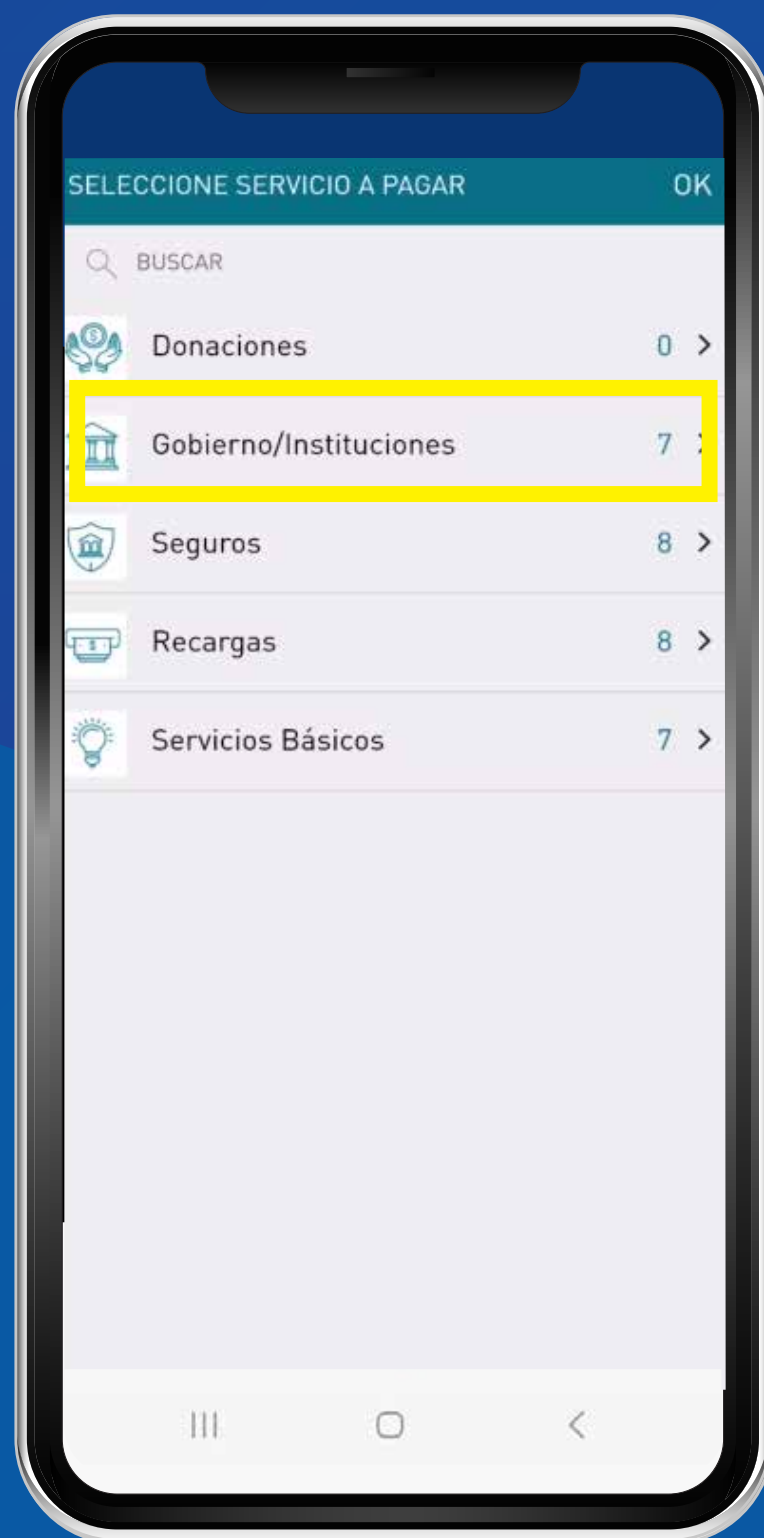 SELECCIONE SERVICIO A PAGAR OK
BUSCAR
Donaciones 0 >
Gobierno/Instituciones 7
Seguros 8 >
Recargas 8 >
Servicios Básicos 7 >